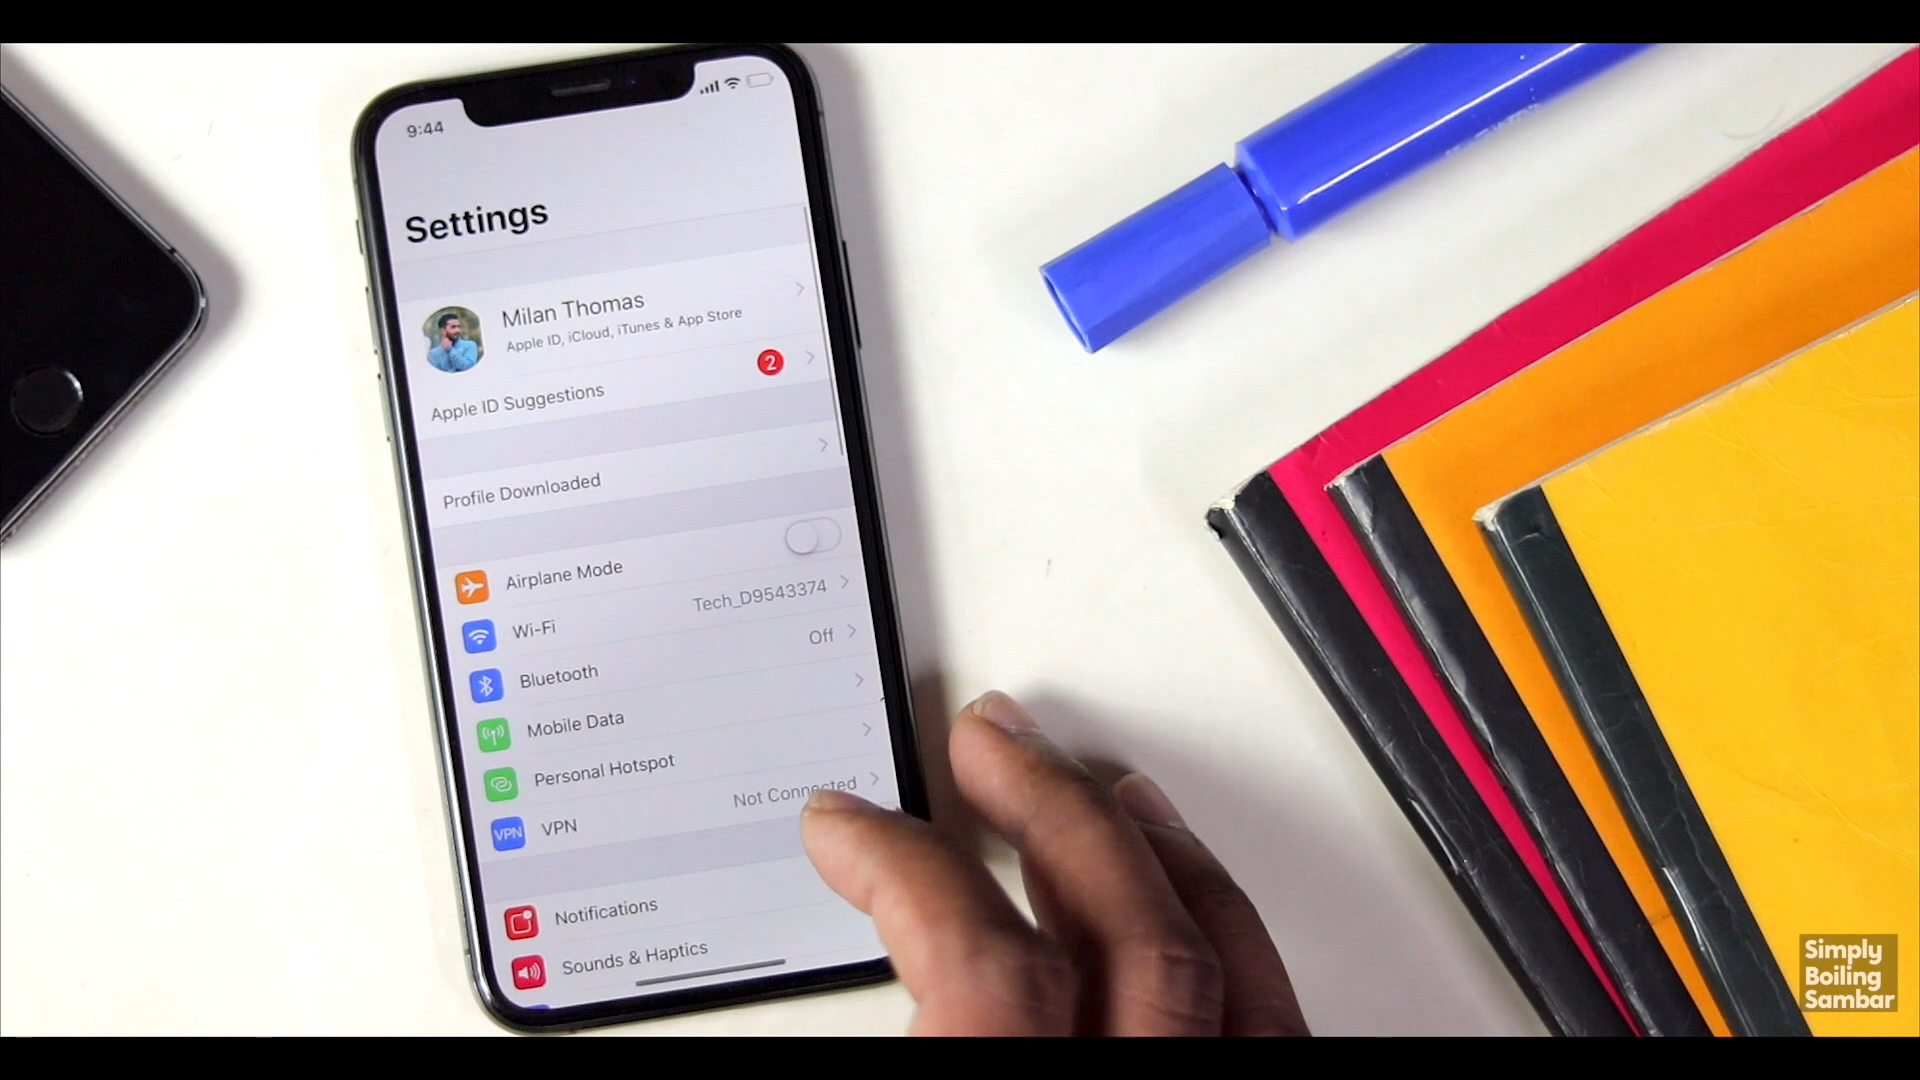 9:44
Settings
Milan Thomas
Apple ID, iCloud, iTunes & App Store
Apple ID Suggestions 2
Profile Downloaded
Airplane Mode
Wi-Fi Tech_D9543374
Bluetooth Off
Mobile Data
Personal Hotspot
VPN VPN Not Connected
Notifications
Sounds & Haptics
Simply
Boiling
Sambar